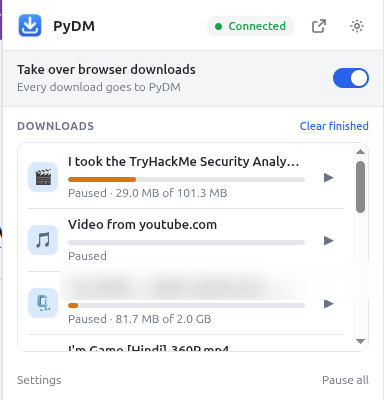 PyDM
Connected
Take over browser downloads
Every download goes to PyDM
DOWNLOADS
Clear finished
I took the TryHackMe Security Analy...
Paused · 29.0 MB of 101.3 MB
Video from youtube.com
Paused
Paused · 81.7 MB of 2.0 GB
I'm Game [Hindi] 360P.mp4
Settings
Pause all